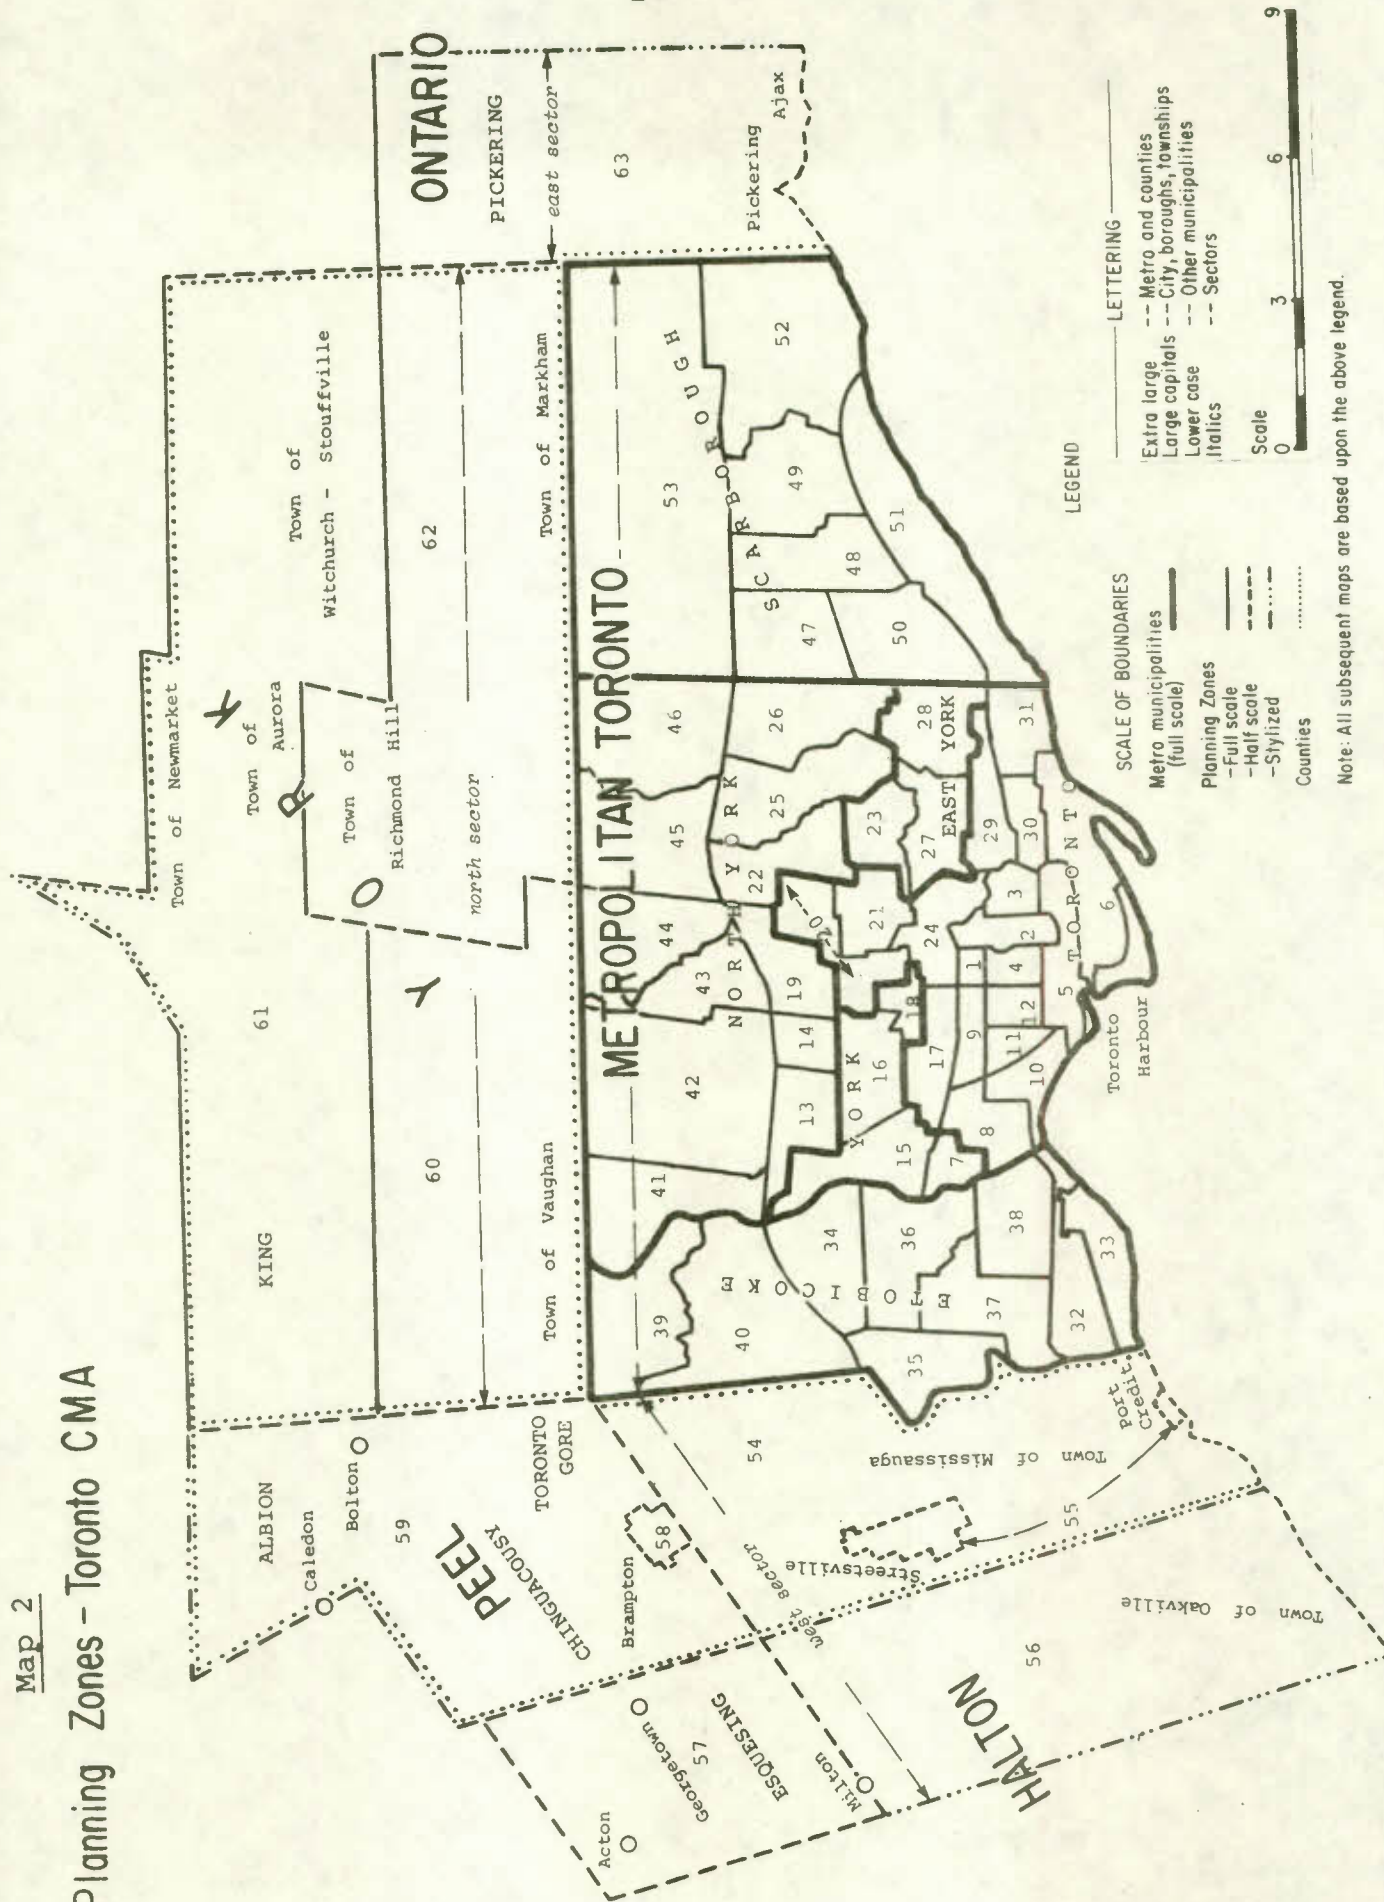 Map 2
Planning Zones - Toronto CMA
ALBION
Caledon
Bolton
59
PEEL
CHINGUACOUSY
TORONTO
GORE
Brampton
58
Acton
Georgetown
57
ESQUESING
Milton
HALTON
56
Town of Oakville
west sector
Streetsville
55
54
Town of Mississauga
Port
Credit
KING
61
60
Town of Vaughan
north sector
Y O R K
Town of Newmarket
Town of
Aurora
Town of
Richmond Hill
Town of
Witchurch - Stouffville
62
Town of Markham
ONTARIO
PICKERING
east sector
63
Pickering
Ajax
METROPOLITAN TORONTO
ETOBICOKE
39
40
34
35
36
37
38
32
33
NORTH YORK
41
42
43
44
45
46
13
14
19
22
25
26
20
21
23
YORK
15
16
18
EAST YORK
27
28
SCARBOROUGH
47
48
49
50
51
52
53
TORONTO
1
2
3
4
5
6
7
8
9
10
11
12
17
24
29
30
31
Toronto
Harbour
LEGEND
SCALE OF BOUNDARIES
Metro municipalities
(full scale)
Planning Zones
-Full scale
-Half scale
-Stylized
Counties
LETTERING
Extra large -- Metro and counties
Large capitals -- City, boroughs, townships
Lower case -- Other municipalities
Italics -- Sectors
Scale
0 3 6 9
Note: All subsequent maps are based upon the above legend.